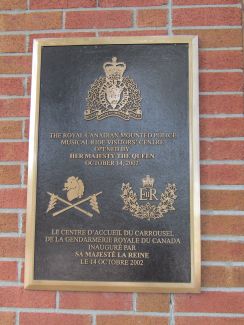 THE ROYAL CANADIAN MOUNTED POLICE
MUSICAL RIDE VISITORS' CENTRE
OPENED BY
HER MAJESTY THE QUEEN
OCTOBER 14, 2002
EIIR
LE CENTRE D'ACCUEIL DU CARROUSEL
DE LA GENDARMERIE ROYALE DU CANADA
INAUGURÉ PAR
SA MAJESTÉ LA REINE
LE 14 OCTOBRE 2002